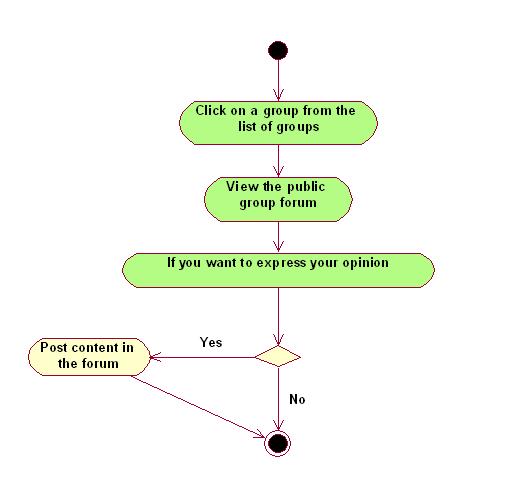 Click on a group from the
list of groups
View the public
group forum
If you want to express your opinion
Yes
Post content in
the forum
No